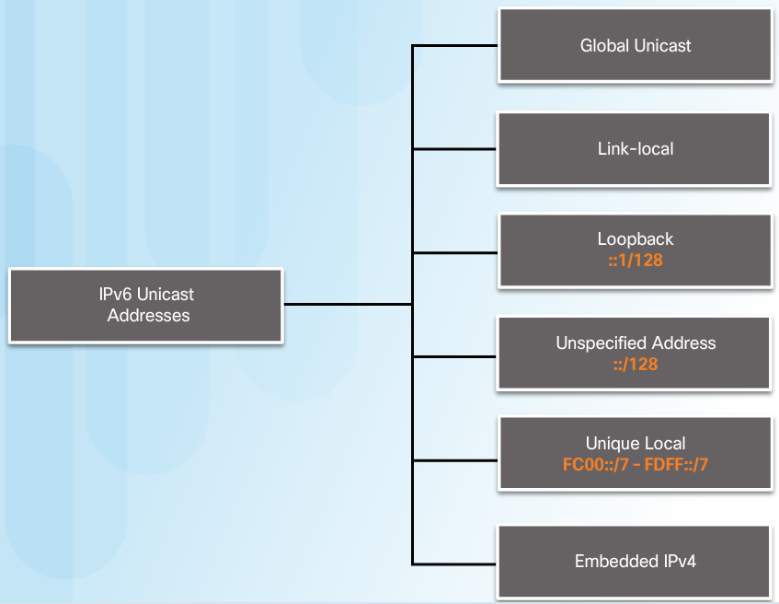 Global Unicast
Link-local
Loopback
::1/128
IPv6 Unicast
Addresses
Unspecified Address
::/128
Unique Local
FC00::/7 - FDFF::/7
Embedded IPv4